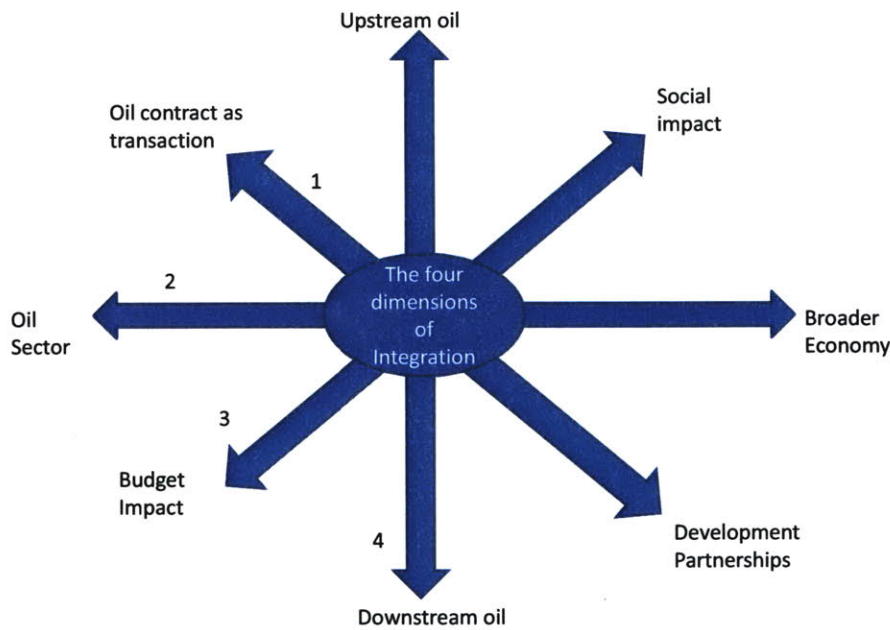 Upstream oil
Oil contract as
transaction
Social
impact
1
The four
dimensions
of
Integration
2
Oil
Sector
Broader
Economy
3
Budget
Impact
4
Development
Partnerships
Downstream oil